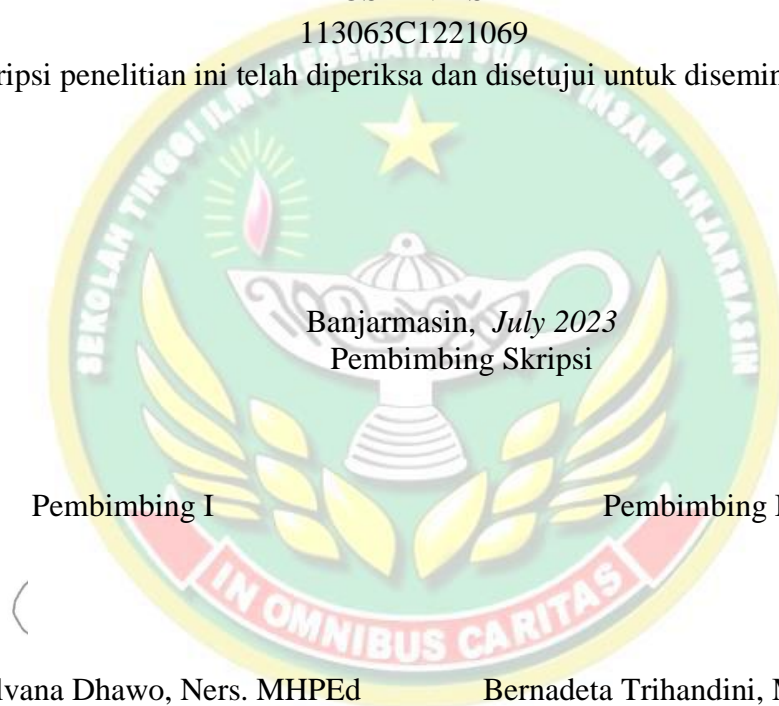 113063C1221069
ripsi penelitian ini telah diperiksa dan disetujui untuk disemin
SEKOLAH TINGGI ILMU KESEHATAN SUAKA INSAN BANJARMASIN
Banjarmasin, July 2023
Pembimbing Skripsi
Pembimbing I
Pembimbing I
IN OMNIBUS CARITAS
lvana Dhawo, Ners. MHPEd
Bernadeta Trihandini, M